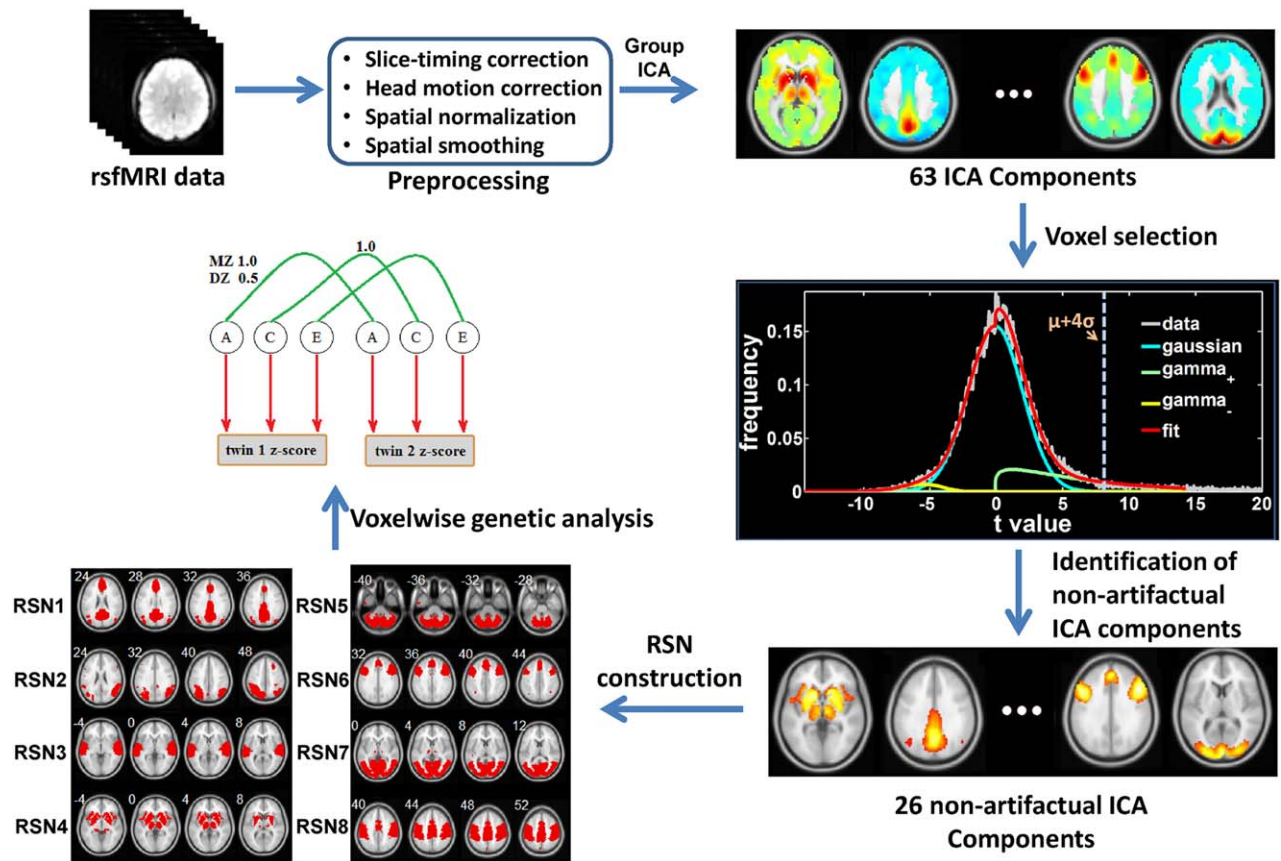 • Slice-timing correction
• Head motion correction
• Spatial normalization
• Spatial smoothing
rsfMRI data
Preprocessing
Group
ICA
63 ICA Components
Voxel selection
MZ 1.0
DZ 0.5
1.0
A C E A C E
twin 1 z-score twin 2 z-score
μ+4σ
data
gaussian
gamma+
gamma-
fit
frequency
0.15
0.1
0.05
0
-10 -5 0 5 10 15 20
t value
Identification of
non-artifactual
ICA components
26 non-artifactual ICA
Components
RSN
construction
Voxelwise genetic analysis
RSN1 24 28 32 36
RSN2 24 32 40 48
RSN3 -4 0 4 8
RSN4 -4 0 4 8
RSN5 -40 -36 -32 -28
RSN6 32 36 40 44
RSN7 0 4 8 12
RSN8 40 44 48 52